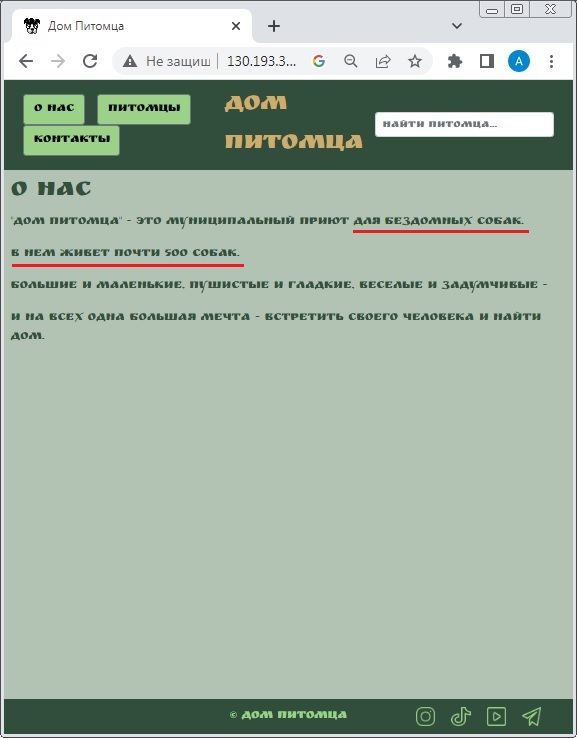 Дом Питомца
Не защищ
130.193.3...
А
О НАС
ПИТОМЦЫ
КОНТАКТЫ
ДОМ
ПИТОМЦА
НАЙТИ ПИТОМЦА...
О НАС
"ДОМ ПИТОМЦА" - ЭТО МУНИЦИПАЛЬНЫЙ ПРИЮТ ДЛЯ БЕЗДОМНЫХ СОБАК.
В НЕМ ЖИВЕТ ПОЧТИ 500 СОБАК.
БОЛЬШИЕ И МАЛЕНЬКИЕ, ПУШИСТЫЕ И ГЛАДКИЕ, ВЕСЕЛЫЕ И ЗАДУМЧИВЫЕ -
И НА ВСЕХ ОДНА БОЛЬШАЯ МЕЧТА - ВСТРЕТИТЬ СВОЕГО ЧЕЛОВЕКА И НАЙТИ
ДОМ.
© ДОМ ПИТОМЦА